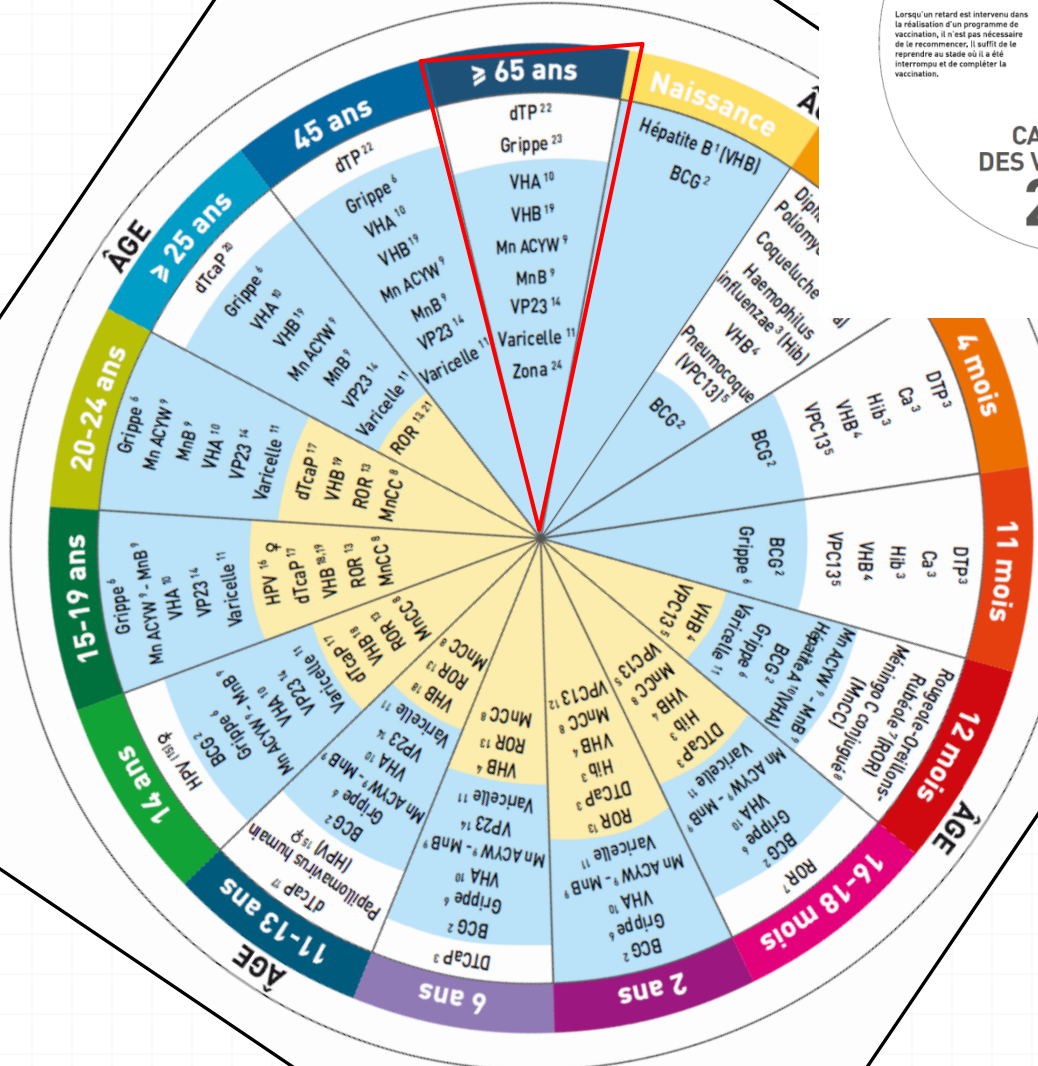 Lorsqu'un retard est intervenu dans
la réalisation d'un programme de
vaccination, il n'est pas nécessaire
de le recommencer. Il suffit de le
reprendre au stade où il a été
interrompu et de compléter la
vaccination.
CA
DES V
2
≥ 65 ans
dTP 22
Grippe 23
VHA 10
VHB 19
Mn ACYW 9
MnB 9
VP23 14
Varicelle 11
Zona 24
Naissance
Hépatite B 1 (VHB)
BCG 2
Diph
Poliomy
Coqueluche
Haemophilus
influenzae 3 (Hib)
VHB 4
Pneumocoque
(VPC13) 5
BCG 2
4 mois
DTP 3
Ca 3
Hib 3
VHB 4
VPC13 5
BCG 2
11 mois
DTP 3
Ca 3
Hib 3
VHB 4
VPC13 5
BCG 2
Grippe 6
12 mois
Rougeole-Oreillons-
Rubéole 7 (ROR)
Méningo C conjugué 8
(MnCC)
Mn ACYW 9 - MnB 9
Hépatite A 10 (VHA)
BCG 2
Grippe 6
Varicelle 11
VHB 4
VPC13 5
ÂGE
16-18 mois
ROR 7
BCG 2
Grippe 6
VHA 10
Mn ACYW 9 - MnB 9
Varicelle 11
DTCaP 3
Hib 3
VHB 4
MnCC 8
VPC13 5
2 ans
BCG 2
Grippe 6
VHA 10
Mn ACYW 9 - MnB 9
Varicelle 11
ROR 13
DTCaP 3
Hib 3
VHB 4
MnCC 8
VPC13 12
6 ans
DTCaP 3
BCG 2
Grippe 6
VHA 10
Mn ACYW 9 - MnB 9
VP23 14
Varicelle 11
VHB 4
ROR 13
MnCC 8
ÂGE
11-13 ans
dTcaP 17
Papillomavirus humain
(HPV) 15 ♀
BCG 2
Grippe 6
Mn ACYW 9 - MnB 9
VHA 10
VP23 14
Varicelle 11
VHB 18
ROR 13
MnCC 8
14 ans
HPV (15) ♀
BCG 2
Grippe 6
Mn ACYW 9 - MnB 9
VHA 10
VP23 14
Varicelle 11
dTcaP 17
VHB 18
ROR 13
MnCC 8
15-19 ans
Grippe 6
Mn ACYW 9 - MnB 9
VHA 10
VP23 14
Varicelle 11
HPV 16 ♀
dTcaP 17
VHB 18,19
ROR 13
MnCC 8
20-24 ans
Grippe 6
Mn ACYW 9
MnB 9
VHA 10
VP23 14
Varicelle 11
dTcaP 17
VHB 19
ROR 13
MnCC 8
ÂGE
≥ 25 ans
dTcaP 20
Grippe 6
VHA 10
VHB 19
Mn ACYW 9
MnB 9
VP23 14
Varicelle 11
ROR 13, 21
45 ans
dTP 22
Grippe 6
VHA 10
VHB 19
Mn ACYW 9
MnB 9
VP23 14
Varicelle 11